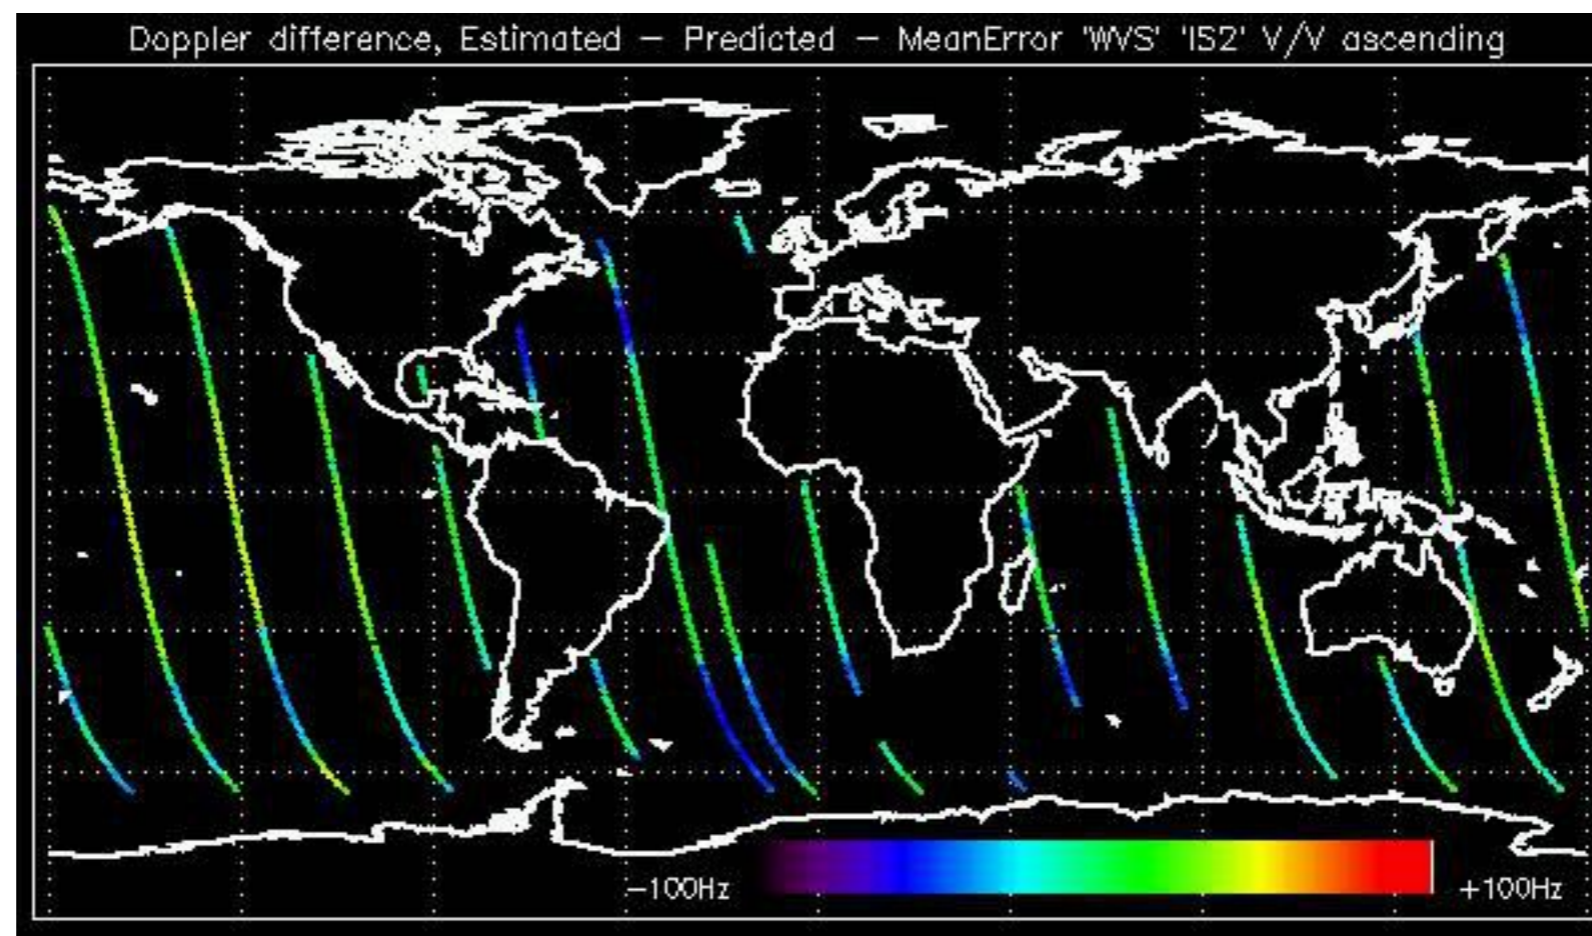 Doppler difference, Estimated − Predicted − MeanError 'WVS' 'IS2' V/V ascending
−100Hz
+100Hz